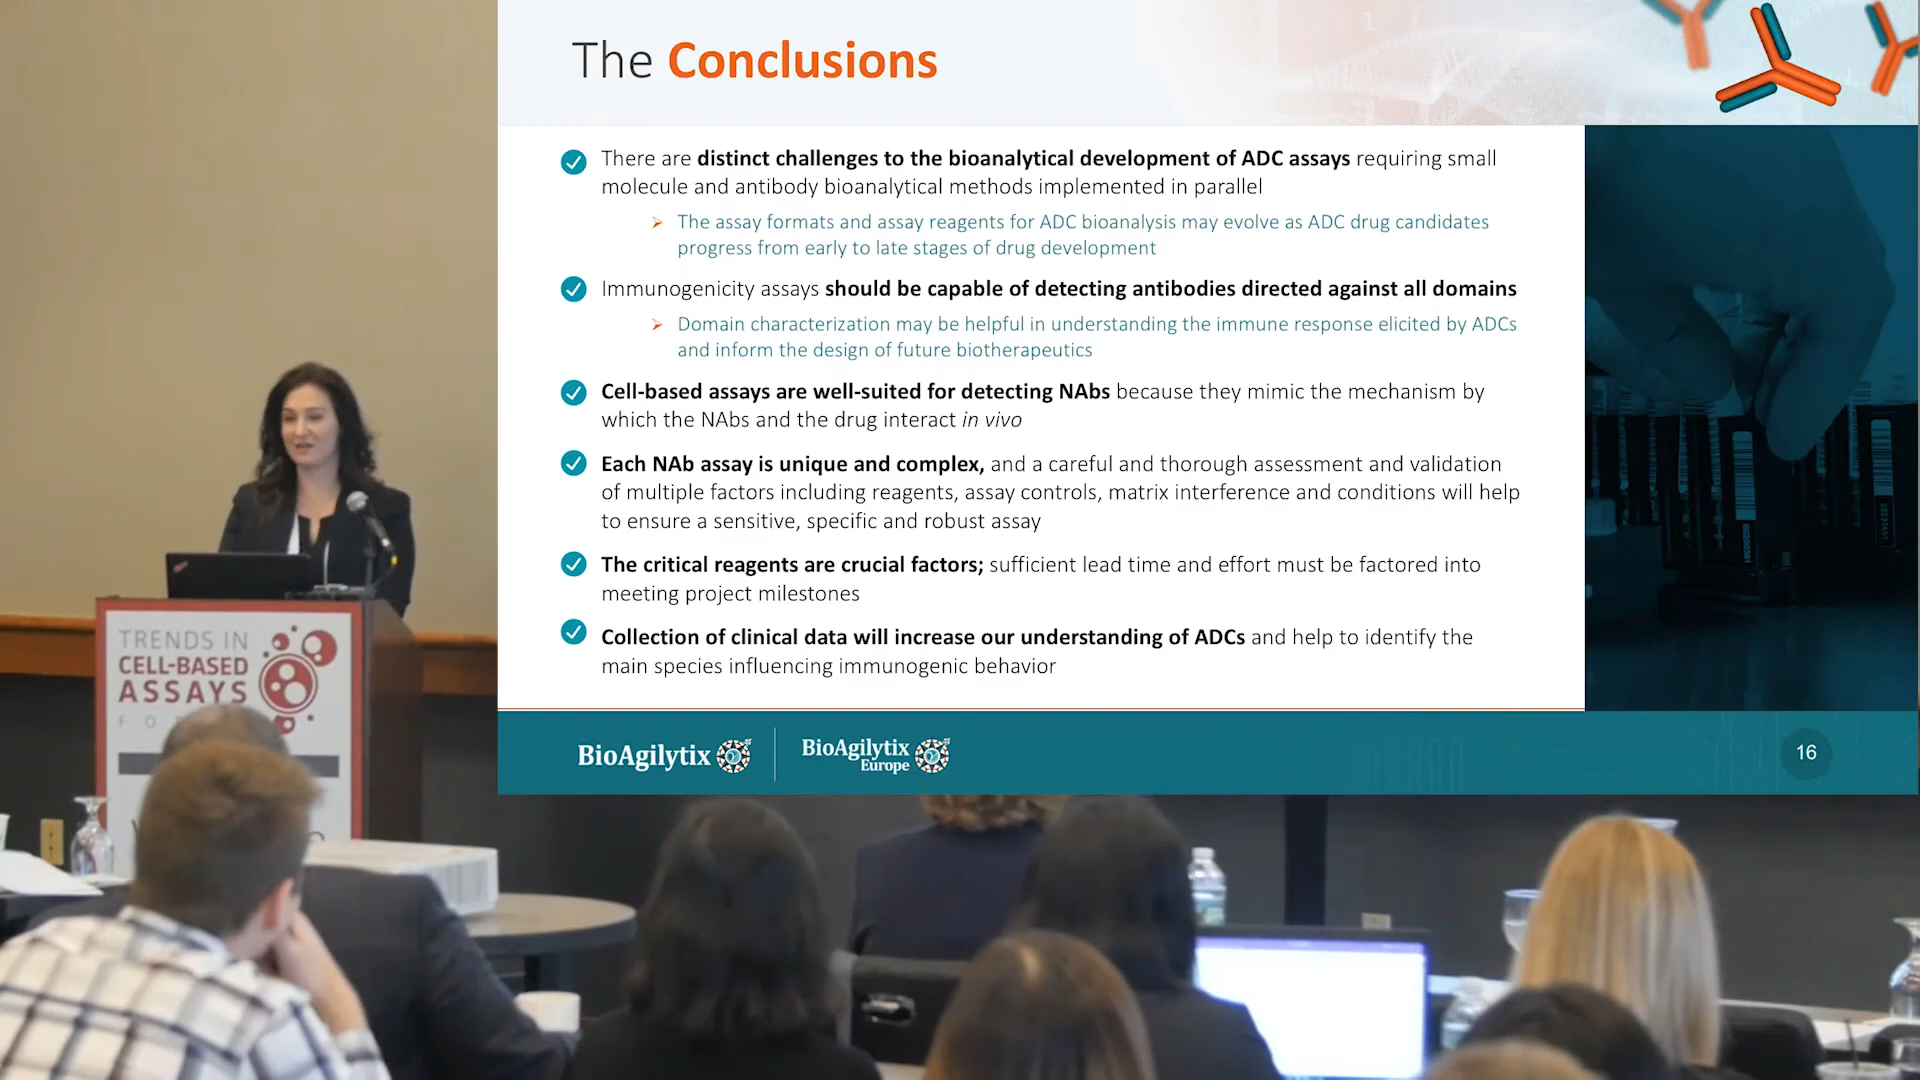 The Conclusions
There are distinct challenges to the bioanalytical development of ADC assays requiring small
molecule and antibody bioanalytical methods implemented in parallel
The assay formats and assay reagents for ADC bioanalysis may evolve as ADC drug candidates
progress from early to late stages of drug development
Immunogenicity assays should be capable of detecting antibodies directed against all domains
Domain characterization may be helpful in understanding the immune response elicited by ADCs
and inform the design of future biotherapeutics
Cell-based assays are well-suited for detecting NAbs because they mimic the mechanism by
which the NAbs and the drug interact in vivo
Each NAb assay is unique and complex, and a careful and thorough assessment and validation
of multiple factors including reagents, assay controls, matrix interference and conditions will help
to ensure a sensitive, specific and robust assay
The critical reagents are crucial factors; sufficient lead time and effort must be factored into
meeting project milestones
Collection of clinical data will increase our understanding of ADCs and help to identify the
main species influencing immunogenic behavior
BioAgilytix
BioAgilytix
Europe
16
TRENDS IN
CELL-BASED
ASSAYS